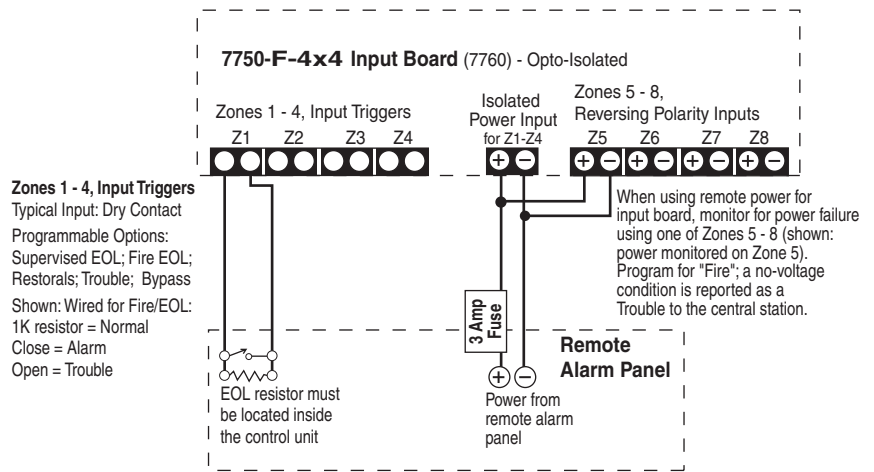 7750-F-4x4 Input Board (7760) - Opto-Isolated
Zones 1 - 4, Input Triggers
Z1 Z2 Z3 Z4
Isolated
Power Input
for Z1-Z4
+ −
Zones 5 - 8,
Reversing Polarity Inputs
Z5 Z6 Z7 Z8
+ − + − + − + −
Zones 1 - 4, Input Triggers
Typical Input: Dry Contact
Programmable Options:
Supervised EOL; Fire EOL;
Restorals; Trouble; Bypass
Shown: Wired for Fire/EOL:
1K resistor = Normal
Close = Alarm
Open = Trouble
When using remote power for
input board, monitor for power failure
using one of Zones 5 - 8 (shown:
power monitored on Zone 5).
Program for "Fire"; a no-voltage
condition is reported as a
Trouble to the central station.
3 Amp
Fuse
Remote
Alarm Panel
+ −
Power from
remote alarm
panel
EOL resistor must
be located inside
the control unit